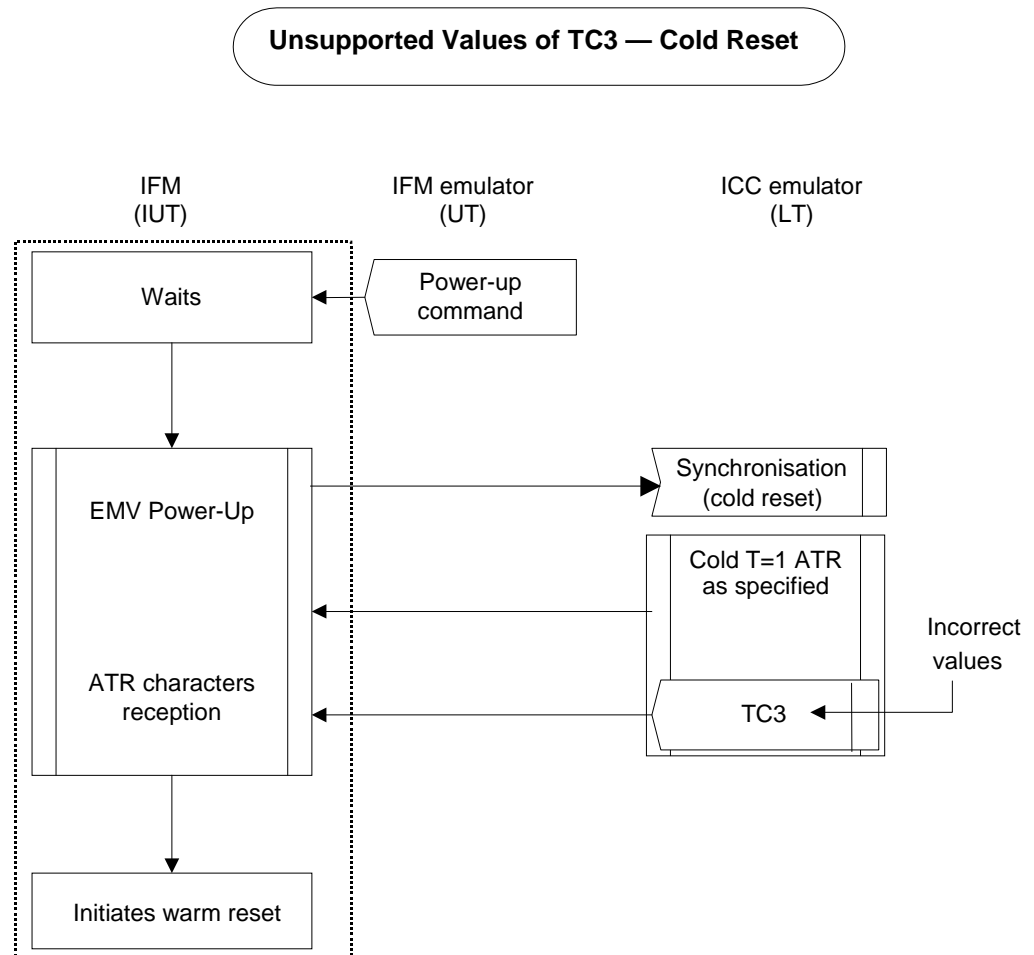 Unsupported Values of TC3 — Cold Reset
IFM
(IUT)
IFM emulator
(UT)
ICC emulator
(LT)
Waits
Power-up
command
EMV Power-Up
Synchronisation
(cold reset)
Cold T=1 ATR
as specified
Incorrect
values
ATR characters
reception
TC3
Initiates warm reset